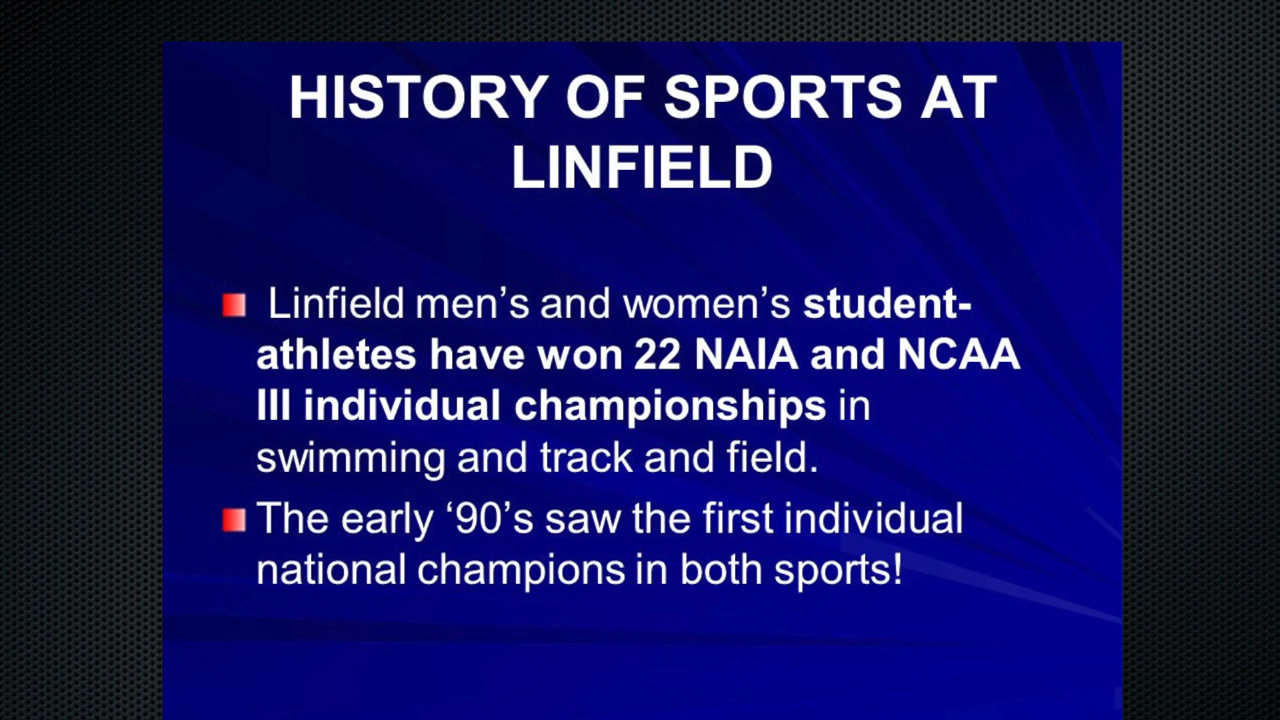 HISTORY OF SPORTS AT
LINFIELD
Linfield men’s and women’s student-
athletes have won 22 NAIA and NCAA
III individual championships in
swimming and track and field.
The early ‘90’s saw the first individual
national champions in both sports!